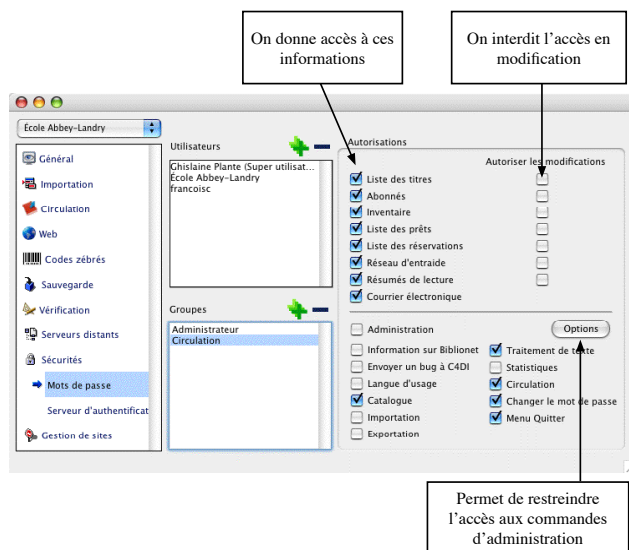 On donne accès à ces
informations
On interdit l'accès en
modification
École Abbey-Landry
Général
Importation
Circulation
Web
Codes zébrés
Sauvegarde
Vérification
Serveurs distants
Sécurités
Mots de passe
Serveur d'authentificat
Gestion de sites
Utilisateurs
Ghislaine Plante (Super utilisat...
École Abbey-Landry
francoisc
Groupes
Administrateur
Circulation
Autorisations
Autoriser les modifications
Liste des titres
Abonnés
Inventaire
Liste des prêts
Liste des réservations
Réseau d'entraide
Résumés de lecture
Courrier électronique
Administration
Options
Information sur Biblionet
Traitement de texte
Envoyer un bug à C4DI
Statistiques
Langue d'usage
Circulation
Catalogue
Changer le mot de passe
Importation
Menu Quitter
Exportation
Permet de restreindre
l'accès aux commandes
d'administration